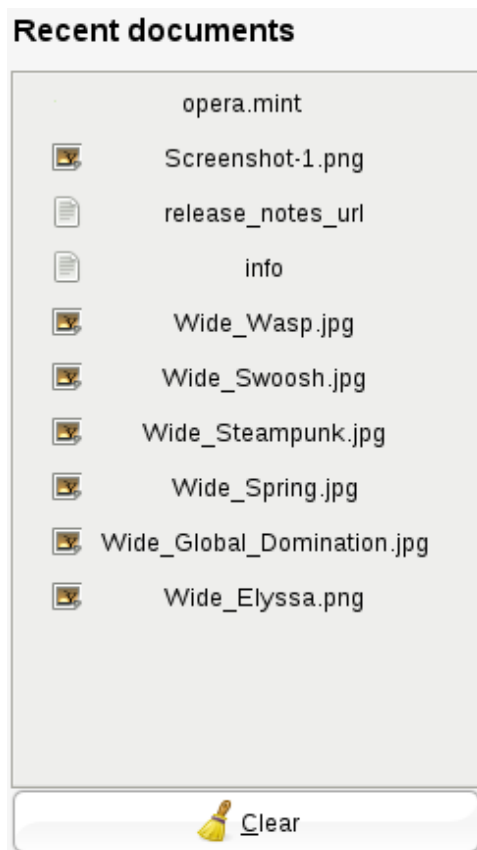 Recent documents
opera.mint
Screenshot-1.png
release_notes_url
info
Wide_Wasp.jpg
Wide_Swoosh.jpg
Wide_Steampunk.jpg
Wide_Spring.jpg
Wide_Global_Domination.jpg
Wide_Elyssa.png
Clear